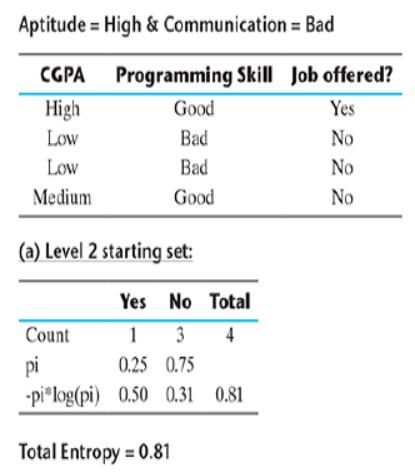 Aptitude = High & Communication = Bad
CGPA Programming Skill Job offered?
High Good Yes
Low Bad No
Low Bad No
Medium Good No
(a) Level 2 starting set:
Yes No Total
Count 1 3 4
pi 0.25 0.75
-pi*log(pi) 0.50 0.31 0.81
Total Entropy = 0.81